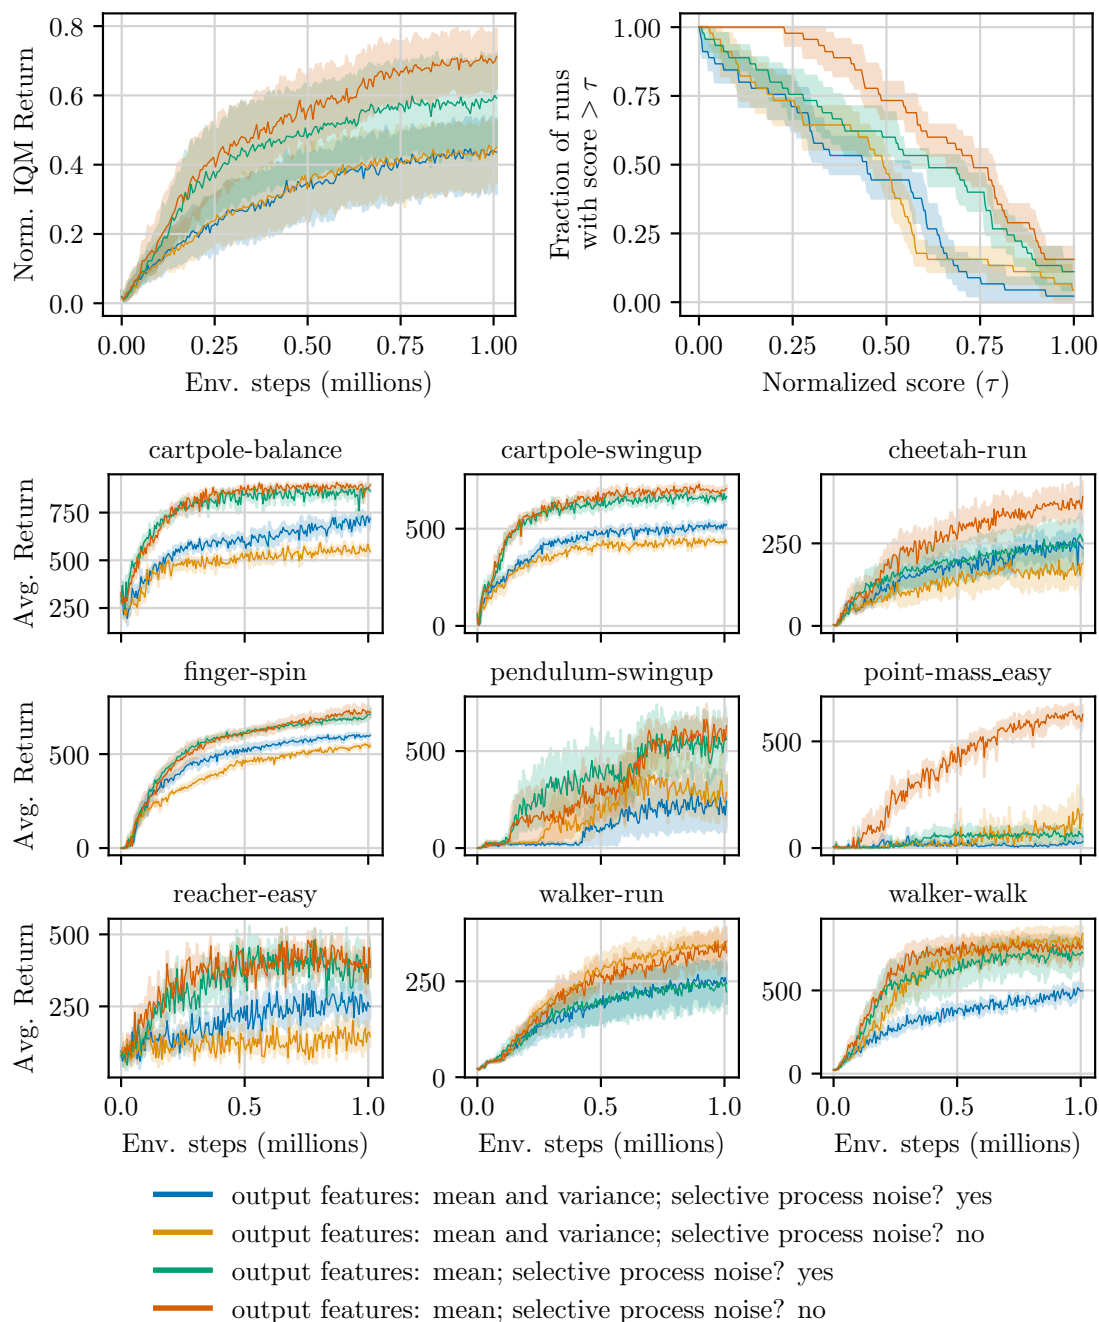 Norm. IQM Return
0.8
0.6
0.4
0.2
0.0
0.00 0.25 0.50 0.75 1.00
Env. steps (millions)
Fraction of runs
with score > τ
1.00
0.75
0.50
0.25
0.00
0.00 0.25 0.50 0.75 1.00
Normalized score (τ)
cartpole-balance
Avg. Return
750
500
250
cartpole-swingup
500
0
cheetah-run
250
0
finger-spin
Avg. Return
500
0
pendulum-swingup
500
0
point-mass_easy
500
0
reacher-easy
Avg. Return
500
250
0.0 0.5 1.0
Env. steps (millions)
walker-run
250
0
0.0 0.5 1.0
Env. steps (millions)
walker-walk
500
0
0.0 0.5 1.0
Env. steps (millions)
output features: mean and variance; selective process noise? yes
output features: mean and variance; selective process noise? no
output features: mean; selective process noise? yes
output features: mean; selective process noise? no